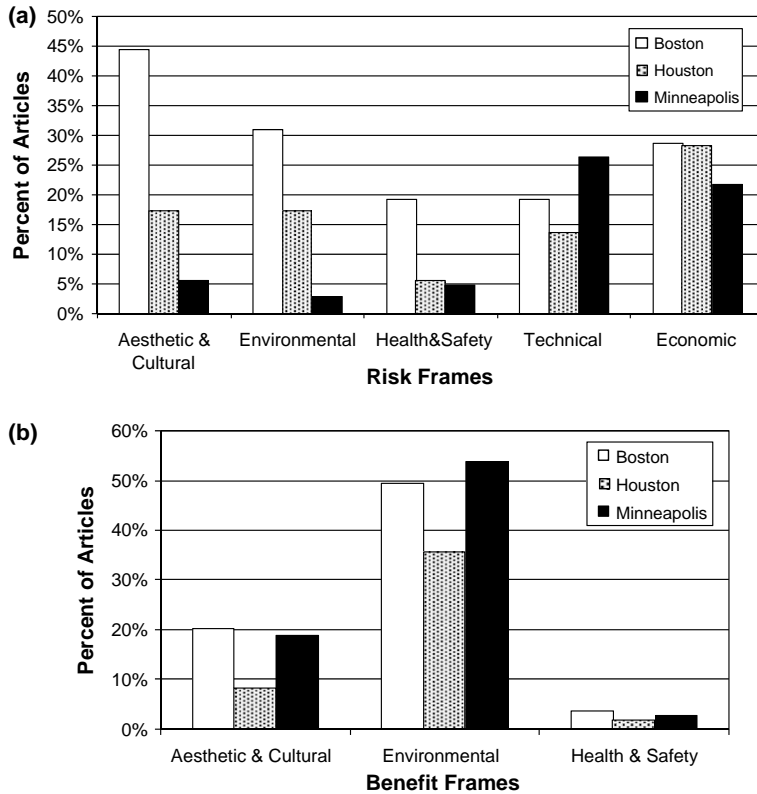 (a)
50%
45%
40%
35%
30%
25%
20%
15%
10%
5%
0%
Percent of Articles
Boston
Houston
Minneapolis
Aesthetic & Cultural
Environmental
Health&Safety
Technical
Economic
Risk Frames
(b)
60%
50%
40%
30%
20%
10%
0%
Percent of Articles
Boston
Houston
Minneapolis
Aesthetic & Cultural
Environmental
Health & Safety
Benefit Frames